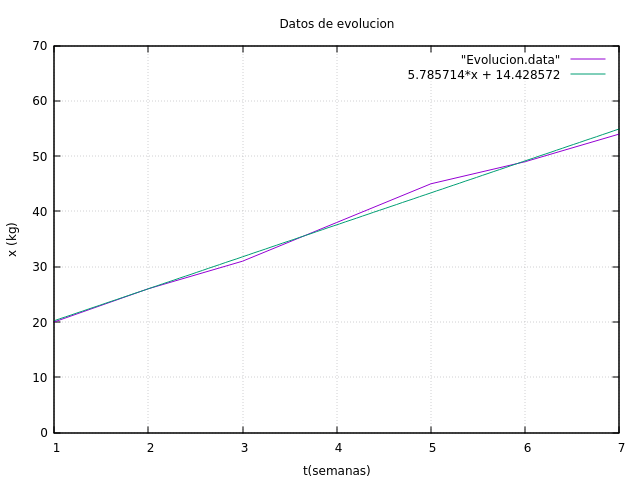 Datos de evolucion
"Evolucion.data"
5.785714*x + 14.428572
70
60
50
40
30
20
10
0
x (kg)
1 2 3 4 5 6 7
t(semanas)